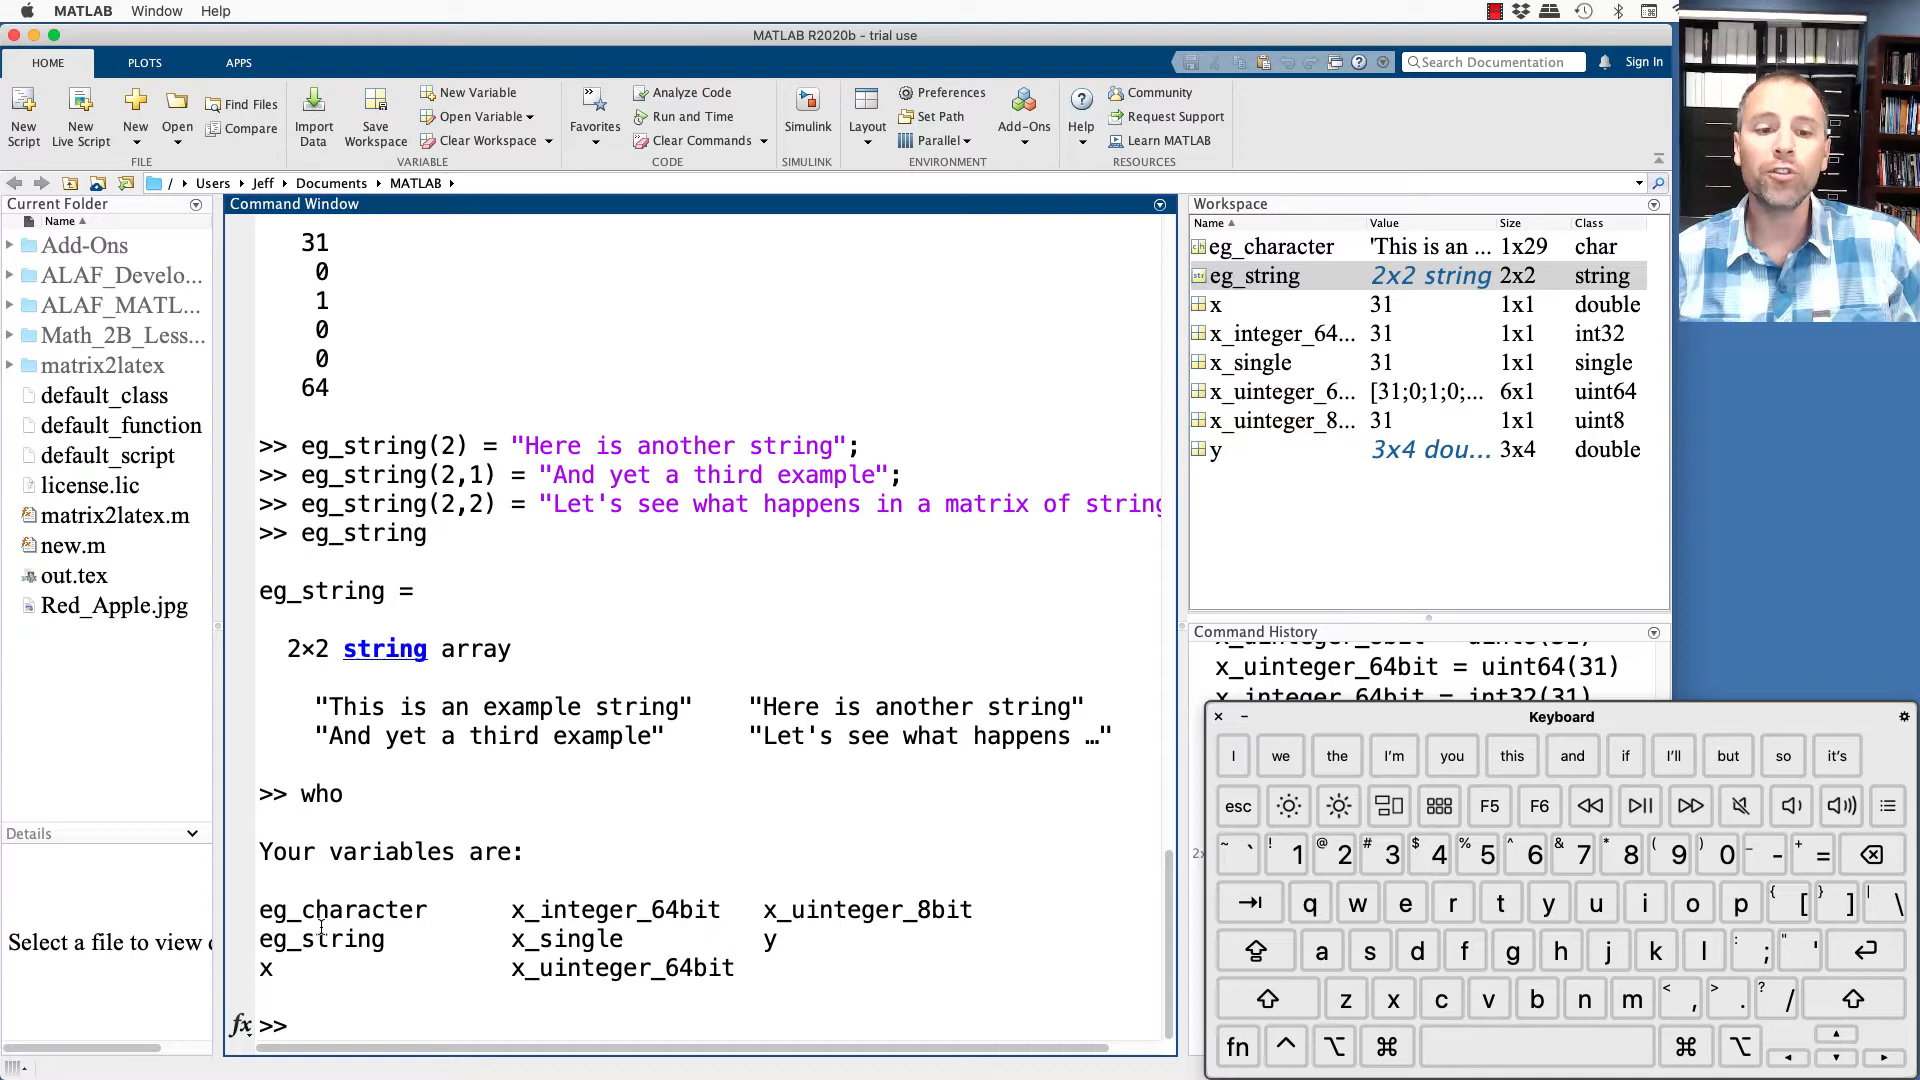 MATLAB Window Help
MATLAB R2020b - trial use
HOME PLOTS APPS
Search Documentation
Sign In
New Script
New Live Script
New
Open
Find Files
Compare
FILE
Import Data
Save Workspace
New Variable
Open Variable
Clear Workspace
VARIABLE
Favorites
Analyze Code
Run and Time
Clear Commands
CODE
Simulink
SIMULINK
Layout
Preferences
Set Path
Parallel
Add-Ons
ENVIRONMENT
Help
Community
Request Support
Learn MATLAB
RESOURCES
/ Users Jeff Documents MATLAB
Current Folder
Name
Add-Ons
ALAF_Develo...
ALAF_MATL...
Math_2B_Less...
matrix2latex
default_class
default_function
default_script
license.lic
matrix2latex.m
new.m
out.tex
Red_Apple.jpg
Details
Select a file to view
Command Window
31
0
1
0
0
64
>> eg_string(2) = "Here is another string";
>> eg_string(2,1) = "And yet a third example";
>> eg_string(2,2) = "Let's see what happens in a matrix of string
>> eg_string
eg_string =
2×2 string array
"This is an example string" "Here is another string"
"And yet a third example" "Let's see what happens …"
>> who
Your variables are:
eg_character x_integer_64bit x_uinteger_8bit
eg_string x_single y
x x_uinteger_64bit
fx >>
Workspace
Name Value Size Class
eg_character 'This is an ... 1x29 char
eg_string 2x2 string 2x2 string
x 31 1x1 double
x_integer_64... 31 1x1 int32
x_single 31 1x1 single
x_uinteger_6... [31;0;1;0;... 6x1 uint64
x_uinteger_8... 31 1x1 uint8
y 3x4 dou... 3x4 double
Command History
x_uinteger_64bit = uint64(31)
x_integer_64bit = int32(31)
Keyboard
I we the I'm you this and if I'll but so it's
esc F5 F6
~ ` ! 1 @ 2 # 3 $ 4 % 5 ^ 6 & 7 * 8 ( 9 ) 0 _ - + =
q w e r t y u i o p { [ } ] | \
a s d f g h j k l : ; " '
z x c v b n m < , > . ? /
fn